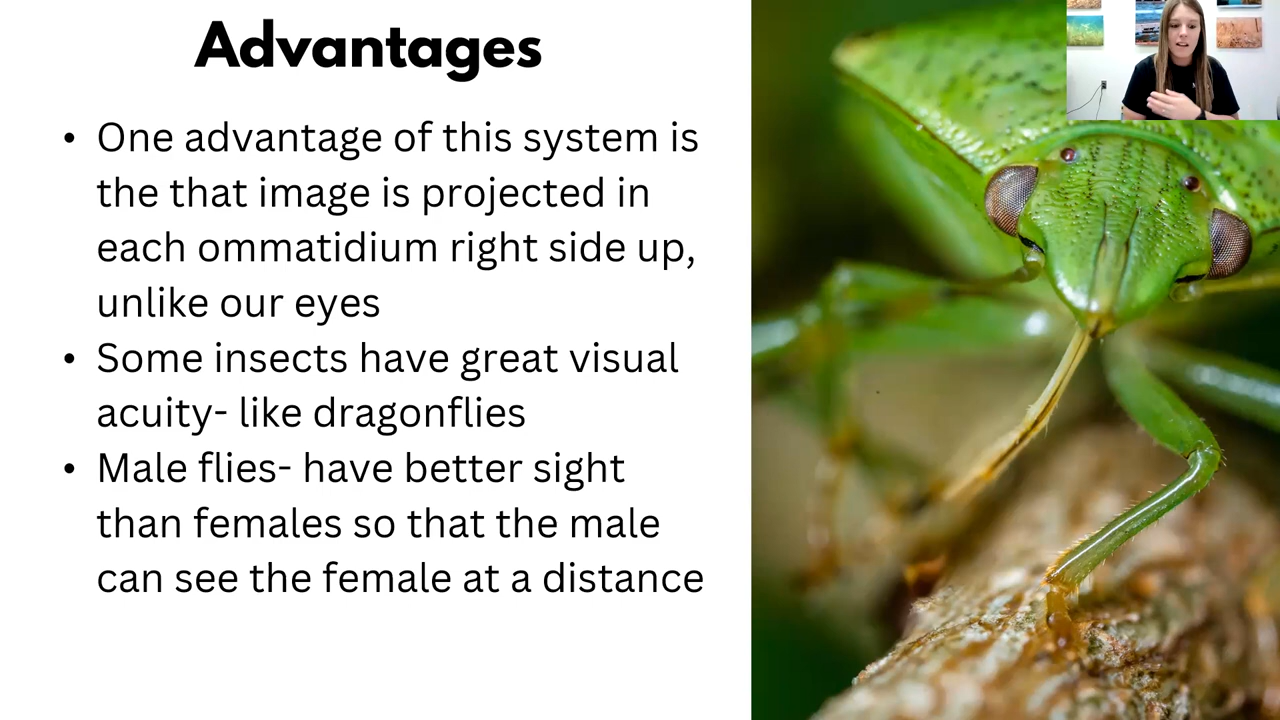 Advantages
• One advantage of this system is
the that image is projected in
each ommatidium right side up,
unlike our eyes
• Some insects have great visual
acuity- like dragonflies
• Male flies- have better sight
than females so that the male
can see the female at a distance